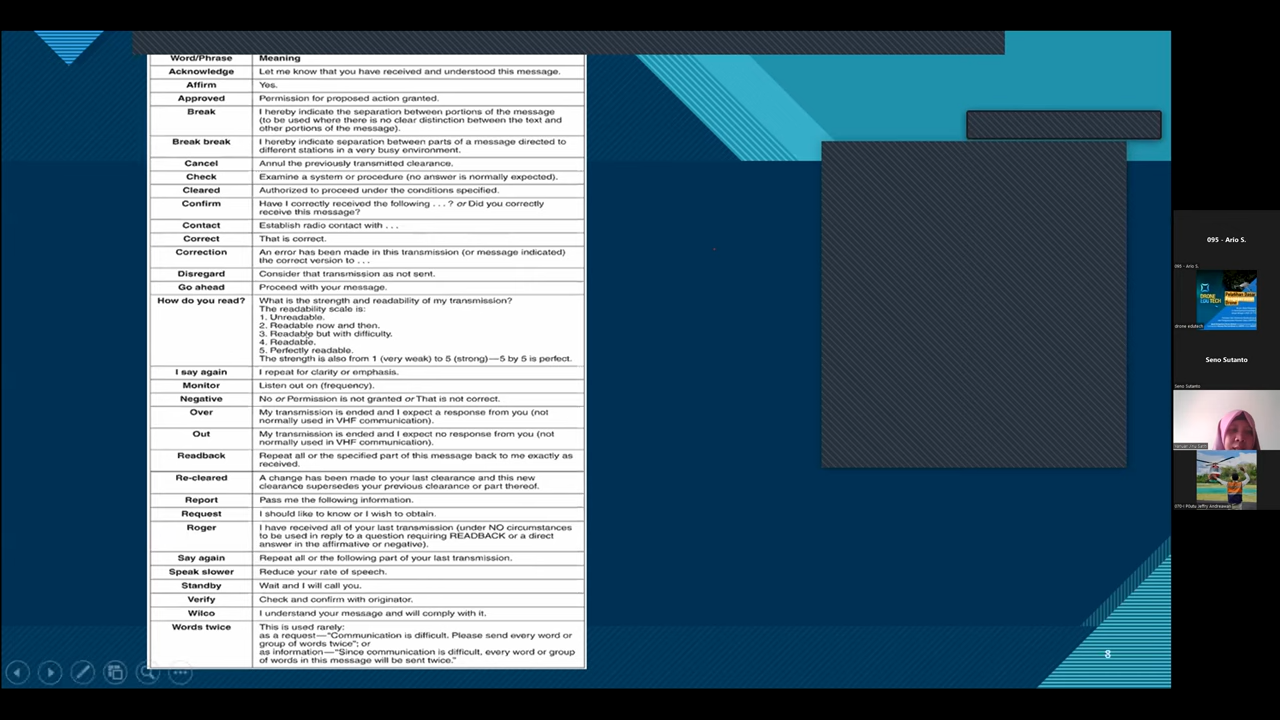 Word/Phrase Meaning
Acknowledge Let me know that you have received and understood this message.
Affirm Yes.
Approved Permission for proposed action granted.
Break I hereby indicate the separation between portions of the message
(to be used where there is no clear distinction between the text and
other portions of the message).
Break break I hereby indicate separation between parts of a message directed to
different stations in a very busy environment.
Cancel Annul the previously transmitted clearance.
Check Examine a system or procedure (no answer is normally expected).
Cleared Authorized to proceed under the conditions specified.
Confirm Have I correctly received the following . . . ? or Did you correctly
receive this message?
Contact Establish radio contact with . . .
Correct That is correct.
Correction An error has been made in this transmission (or message indicated)
the correct version to . . .
Disregard Consider that transmission as not sent.
Go ahead Proceed with your message.
How do you read? What is the strength and readability of my transmission?
The readability scale is:
1. Unreadable.
2. Readable now and then.
3. Readable but with difficulty.
4. Readable.
5. Perfectly readable.
The strength is also from 1 (very weak) to 5 (strong)—5 by 5 is perfect.
I say again I repeat for clarity or emphasis.
Monitor Listen out on (frequency).
Negative No or Permission is not granted or That is not correct.
Over My transmission is ended and I expect a response from you (not
normally used in VHF communication).
Out My transmission is ended and I expect no response from you (not
normally used in VHF communication).
Readback Repeat all or the specified part of this message back to me exactly as
received.
Re-cleared A change has been made to your last clearance and this new
clearance supersedes your previous clearance or part thereof.
Report Pass me the following information.
Request I should like to know or I wish to obtain.
Roger I have received all of your last transmission (under NO circumstances
to be used in reply to a question requiring READBACK or a direct
answer in the affirmative or negative).
Say again Repeat all or the following part of your last transmission.
Speak slower Reduce your rate of speech.
Standby Wait and I will call you.
Verify Check and confirm with originator.
Wilco I understand your message and will comply with it.
Words twice This is used rarely:
as a request—"Communication is difficult. Please send every word or
group of words twice"; or
as information—"Since communication is difficult, every word or group
of words in this message will be sent twice."
8
095 - Ario S.
095 - Ario S.
DRONE
EDUTECH
Pelatihan Dasar
drone edutech
Seno Sutanto
Seno Sutanto